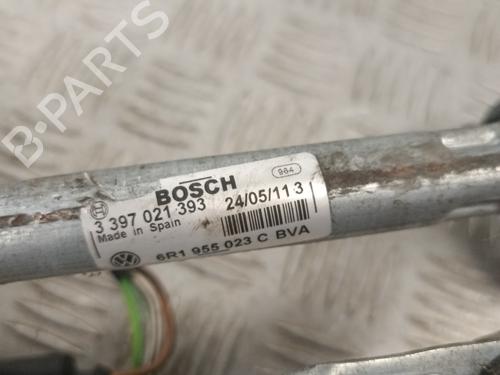 B-PARTS
984
BOSCH
3 397 021 393 24/05/11 3
Made in Spain
6R1 955 023 C BVA